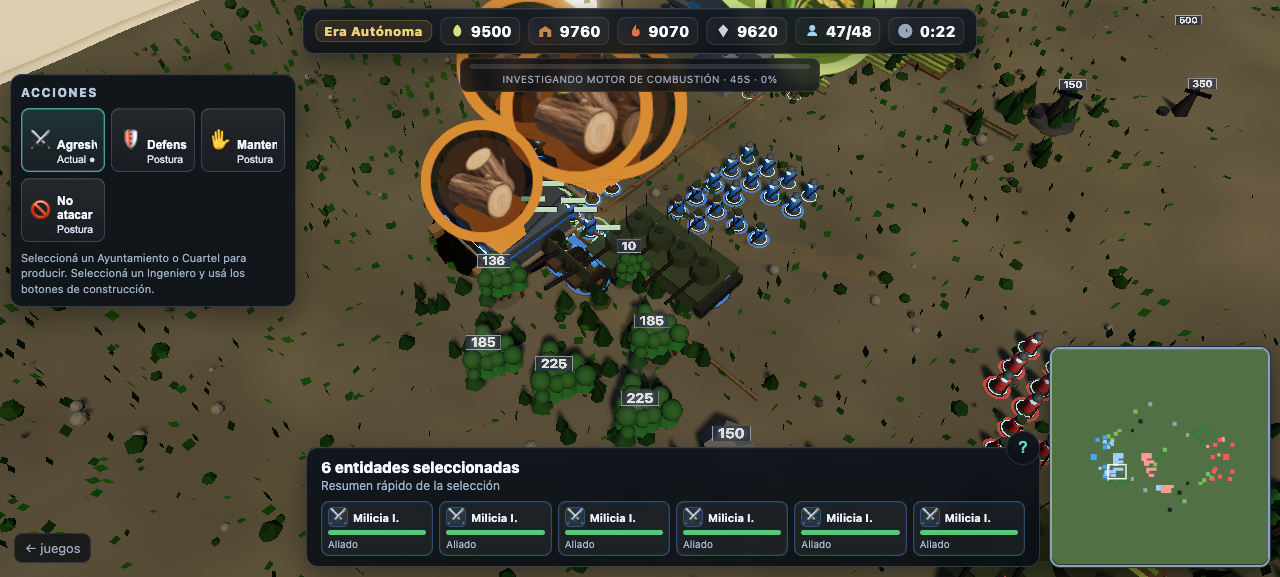 Era Autónoma
9500
9760
9070
9620
47/48
0:22
INVESTIGANDO MOTOR DE COMBUSTIÓN · 45S · 0%
500
150
350
ACCIONES
Agresiv
Actual ●
Defens
Postura
Manten
Postura
No
atacar
Postura
Seleccioná un Ayuntamiento o Cuartel para
producir. Seleccioná un Ingeniero y usá los
botones de construcción.
10
136
185
185
225
225
150
?
6 entidades seleccionadas
Resumen rápido de la selección
Milicia I.
Aliado
Milicia I.
Aliado
Milicia I.
Aliado
Milicia I.
Aliado
Milicia I.
Aliado
Milicia I.
Aliado
← juegos